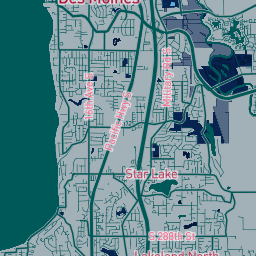 Des Moines
16th Ave S
Military Rd S
Pacific Hwy S
Star Lake
S 288th St
Lakeland North